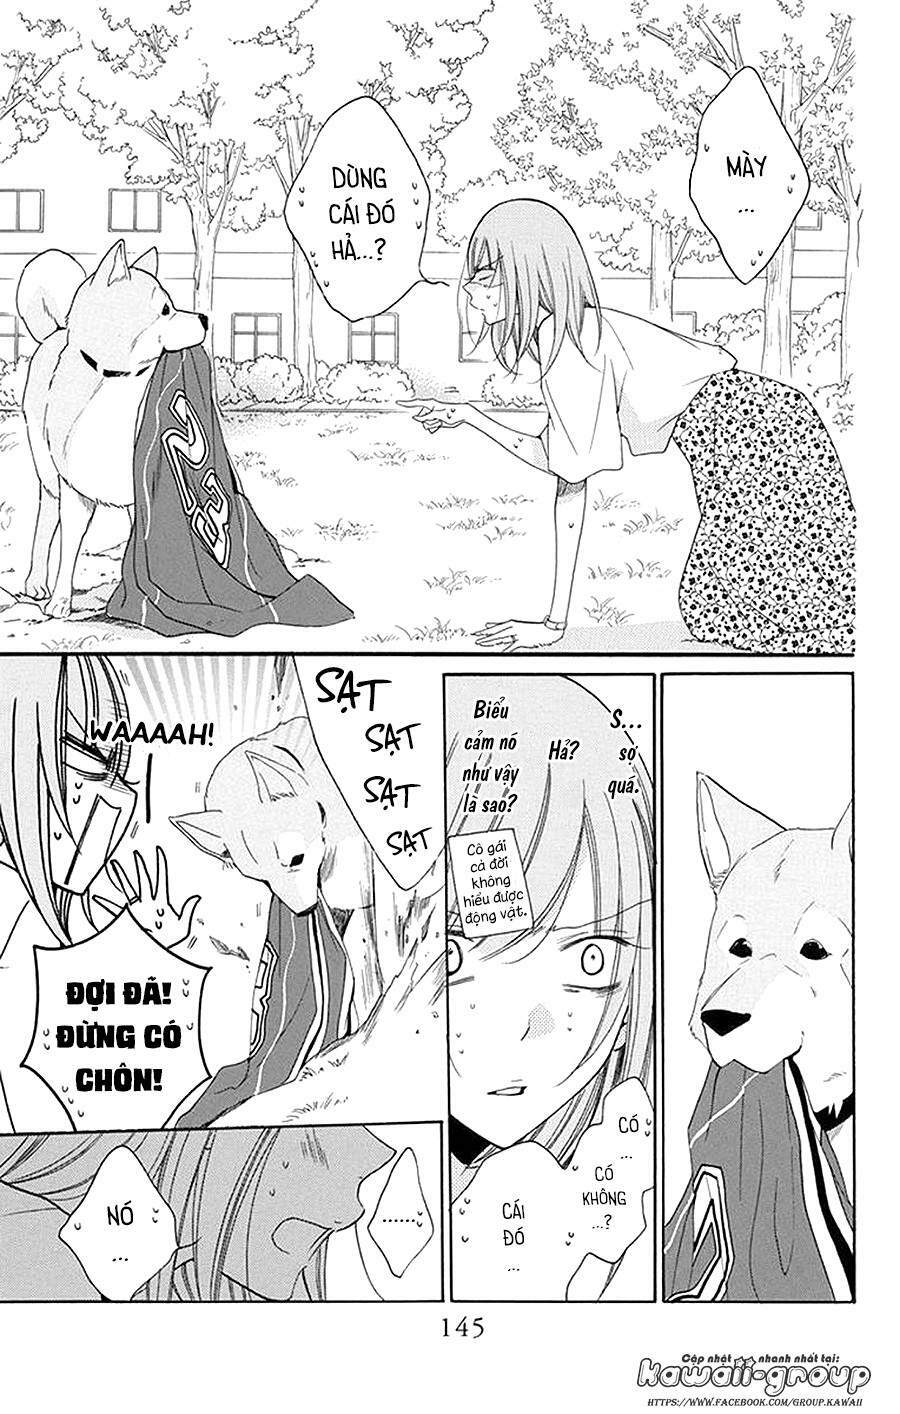 MÀY
...
DÙNG
CÁI ĐÓ
HẢ...?
S...
sợ
quá.
Hả?
Biểu
cảm nó
như vậy
là sao?
Cô gái
cả đời
không
hiểu được
động vật.
CÓ
...
CÓ
KHÔNG
...?
CÁI
ĐÓ
...
SẠT
SẠT
SẠT
SẠT
WAAAAH!
ĐỢI ĐÃ!
ĐỪNG CÓ
CHÔN!
......
NÓ
...
145
Cập nhật nhanh nhất tại:
kawaii-group
HTTPS://WWW.FACEBOOK.COM/GROUP.KAWAII